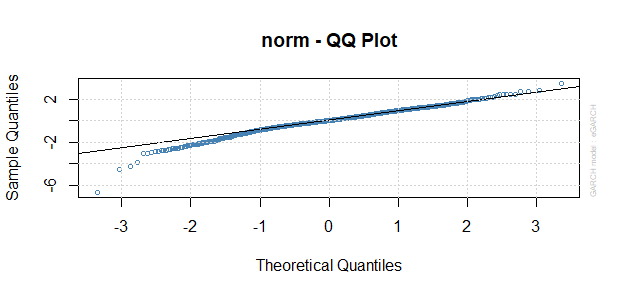 norm - QQ Plot
Sample Quantiles
2
-2
-6
-3
-2
-1
0
1
2
3
Theoretical Quantiles
GARCH model : eGARCH